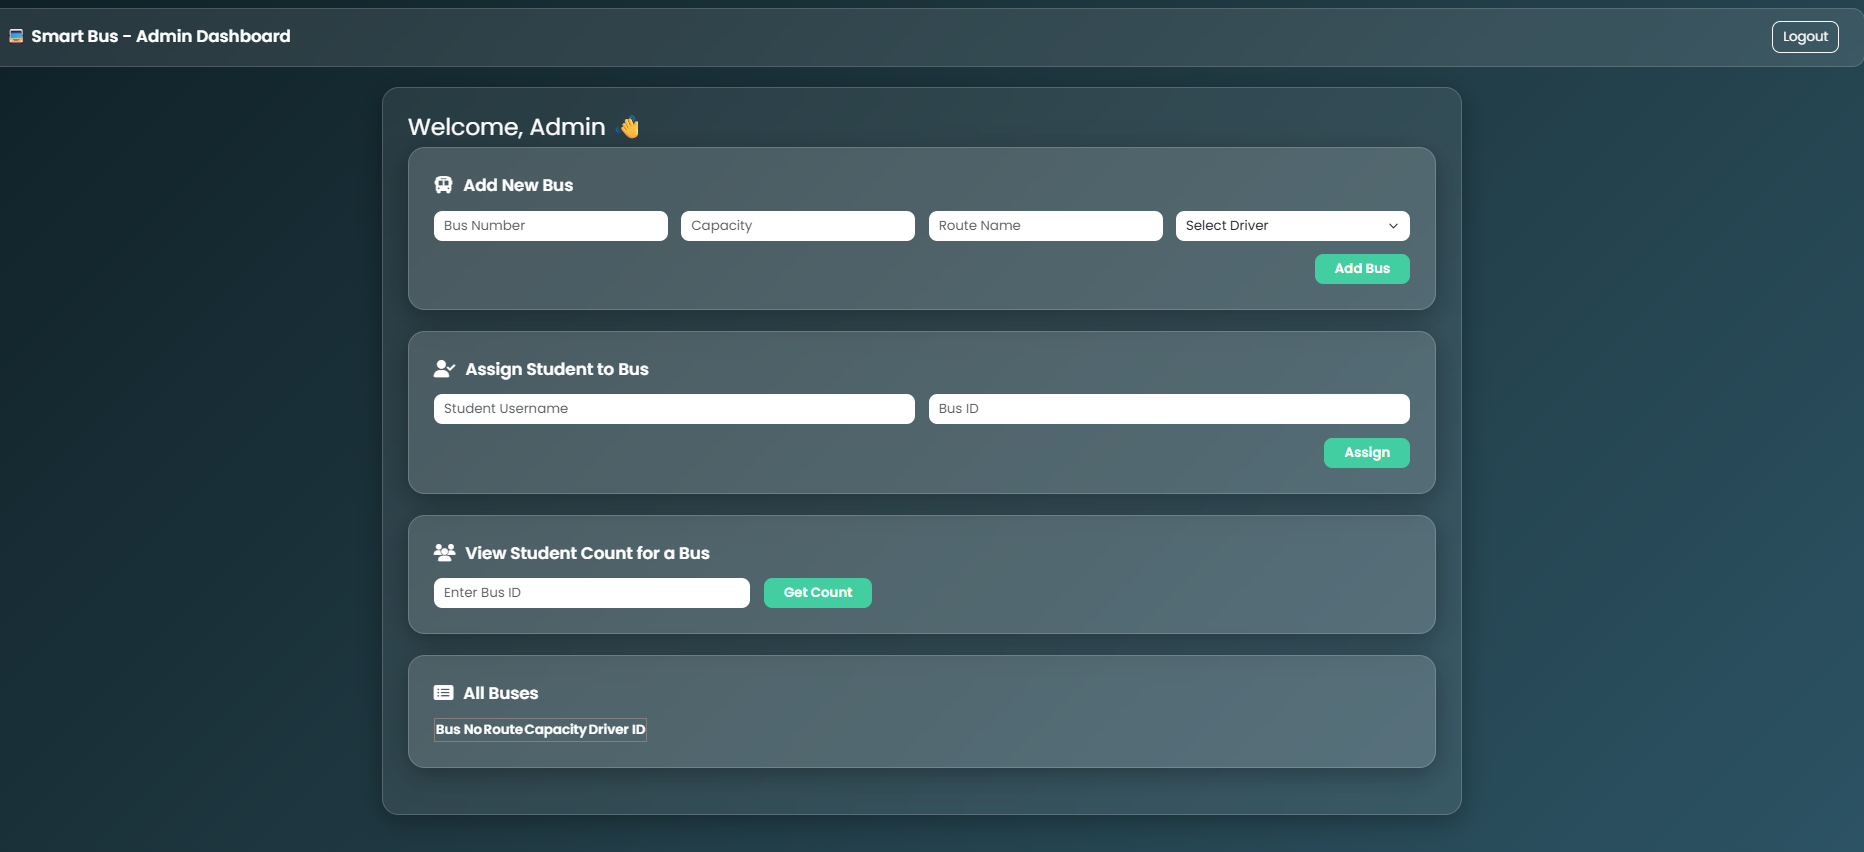 Smart Bus - Admin Dashboard
Logout
Welcome, Admin 👋
Add New Bus
Bus Number Capacity Route Name Select Driver
Add Bus
Assign Student to Bus
Student Username Bus ID
Assign
View Student Count for a Bus
Enter Bus ID Get Count
All Buses
Bus No Route Capacity Driver ID